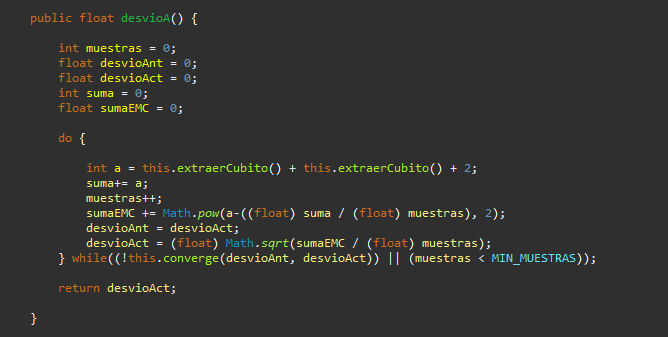 public float desvioA() {
int muestras = 0;
float desvioAnt = 0;
float desvioAct = 0;
int suma = 0;
float sumaEMC = 0;
do {
int a = this.extraerCubito() + this.extraerCubito() + 2;
suma+= a;
muestras++;
sumaEMC += Math.pow(a-((float) suma / (float) muestras), 2);
desvioAnt = desvioAct;
desvioAct = (float) Math.sqrt(sumaEMC / (float) muestras);
} while((!this.converge(desvioAnt, desvioAct)) || (muestras < MIN_MUESTRAS));
return desvioAct;
}